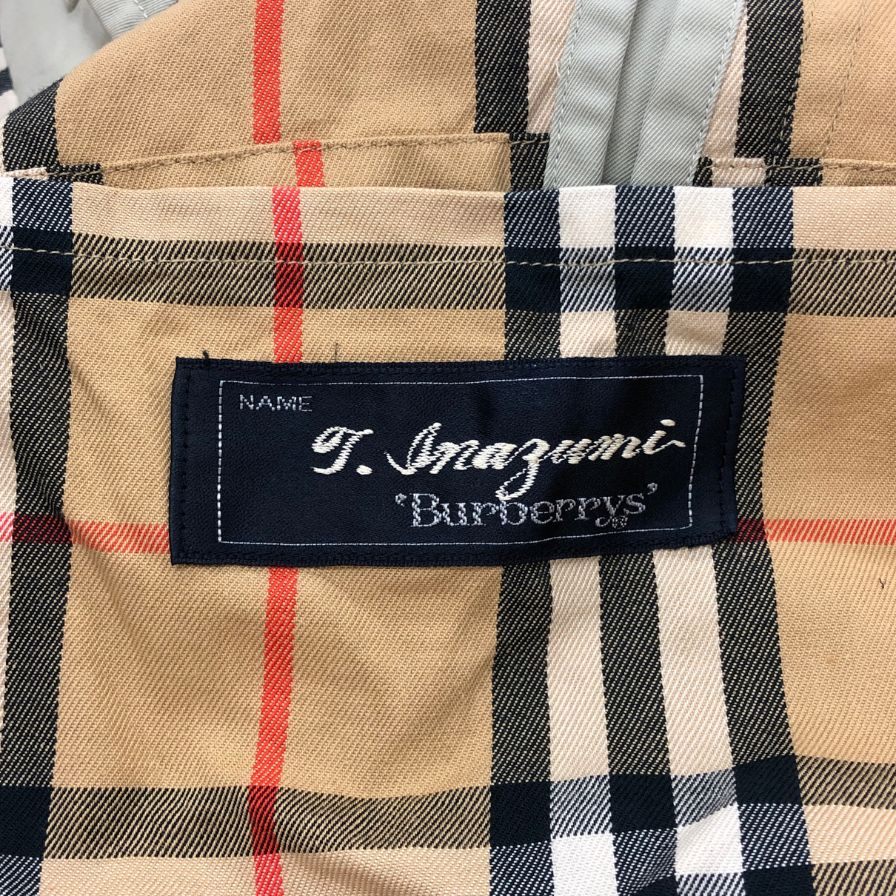 NAME
T. Inazumi
'Burberrys'